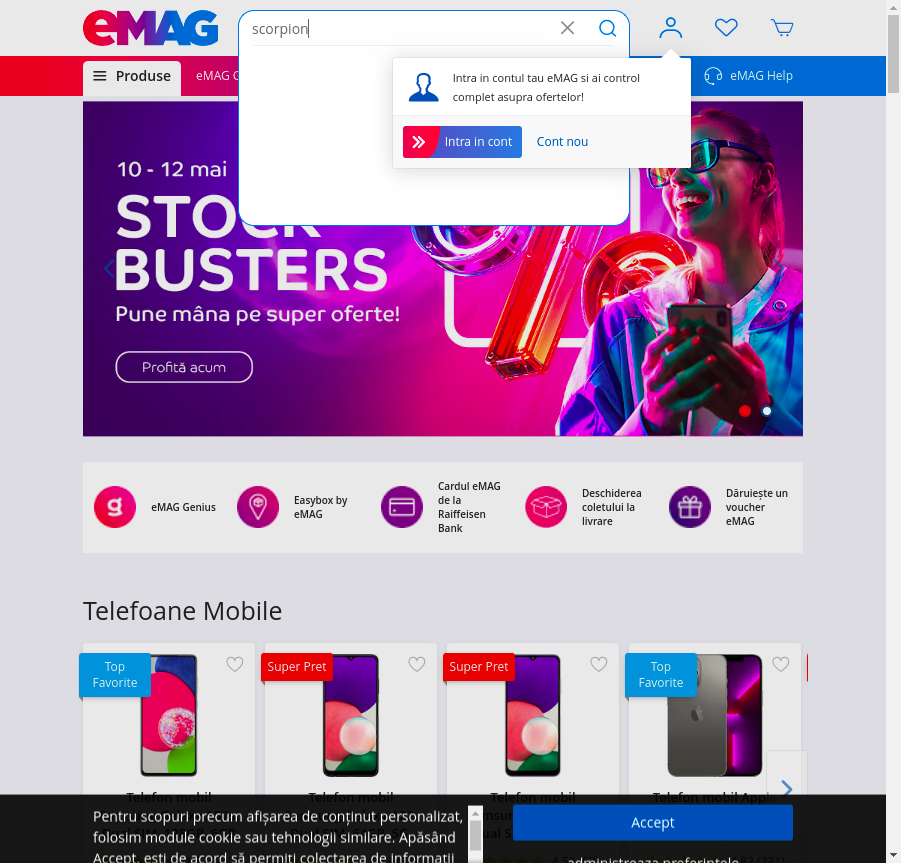 eMAG
scorpion
Produse
eMAG G
eMAG Help
Intra in contul tau eMAG si ai control
complet asupra ofertelor!
Intra in cont
Cont nou
10 - 12 mai
STOCK
BUSTERS
Pune mâna pe super oferte!
Profită acum
eMAG Genius
Easybox by
eMAG
Cardul eMAG
de la
Raiffeisen
Bank
Deschiderea
coletului la
livrare
Dăruiește un
voucher
eMAG
Telefoane Mobile
Top
Favorite
Super Pret
Super Pret
Top
Favorite
Telefon mobil
Telefon mobil
Telefon mobil
Telefon mobil Appl
Pentru scopuri precum afișarea de conținut personalizat,
folosim module cookie sau tehnologii similare. Apăsând
Accept, ești de acord să permiți colectarea de informații
Accept
administreaza preferintele